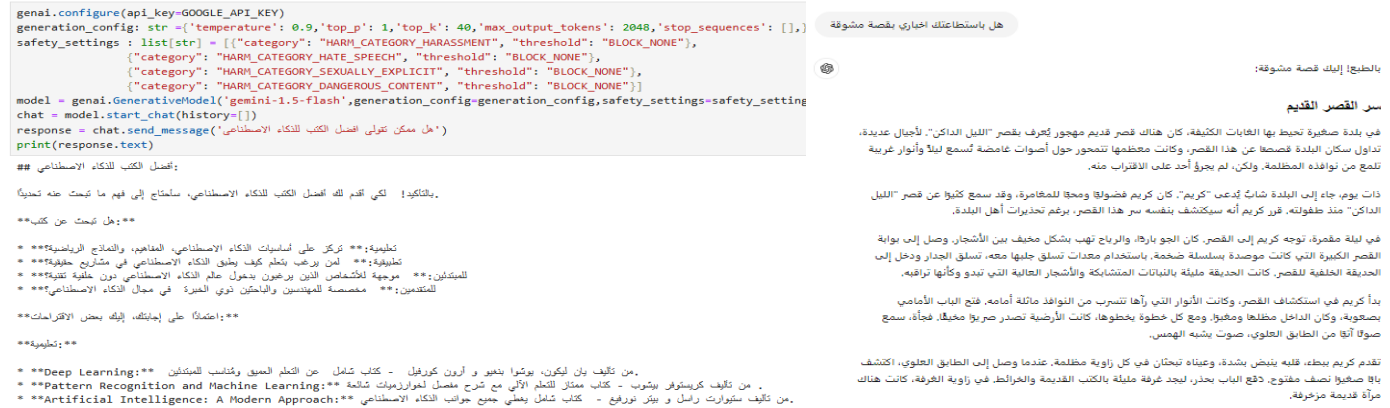 genai.configure(api_key=GOOGLE_API_KEY)
generation_config: str ={'temperature': 0.9,'top_p': 1,'top_k': 40,'max_output_tokens': 2048,'stop_sequences': [],}
safety_settings : list[str] = [{"category": "HARM_CATEGORY_HARASSMENT", "threshold": "BLOCK_NONE"},
{"category": "HARM_CATEGORY_HATE_SPEECH", "threshold": "BLOCK_NONE"},
{"category": "HARM_CATEGORY_SEXUALLY_EXPLICIT", "threshold": "BLOCK_NONE"},
{"category": "HARM_CATEGORY_DANGEROUS_CONTENT", "threshold": "BLOCK_NONE"}]
model = genai.GenerativeModel('gemini-1.5-flash',generation_config=generation_config,safety_settings=safety_setting
chat = model.start_chat(history=[])
response = chat.send_message('هل ممكن تقولى افضل الكتب للذكاء الاصطناعى')
print(response.text)
## أفضل الكتب للذكاء الاصطناعي:
بالتأكيد! لكي أقدم لك أفضل الكتب للذكاء الاصطناعي، سأحتاج إلى فهم ما تبحث عنه تحديدًا.
**هل تبحث عن كتب:**
* **تعليمية:** تركز على أساسيات الذكاء الاصطناعي، المفاهيم، والنماذج الرياضية؟
* **تطبيقية:** لمن يرغب بتعلم كيف يطبق الذكاء الاصطناعي في مشاريع حقيقية؟
* **للمبتدئين:** موجهة للأشخاص الذين يرغبون بدخول عالم الذكاء الاصطناعي دون خلفية تقنية؟
* **للمتقدمين:** مخصصة للمهندسين والباحثين ذوي الخبرة في مجال الذكاء الاصطناعي؟
**اعتمادًا على إجابتك، إليك بعض الاقتراحات:**
**تعليمية:**
* **Deep Learning:** من تأليف يان ليكون، يوشوا بنغيو و أرون كورفيل - كتاب شامل عن التعلم العميق ومُناسب للمبتدئين.
* **Pattern Recognition and Machine Learning:** من تأليف كريستوفر بيشوب - كتاب ممتاز للتعلم الآلي مع شرح مفصل لخوارزميات شائعة.
* **Artificial Intelligence: A Modern Approach:** من تأليف ستيوارت راسل و بيتر نورفيغ - كتاب شامل يغطي جميع جوانب الذكاء الاصطناعي.
هل باستطاعتك اخباري بقصة مشوقة
بالطبع! إليك قصة مشوقة:
سر القصر القديم
في بلدة صغيرة تحيط بها الغابات الكثيفة، كان هناك قصر قديم مهجور يُعرف بقصر "الليل الداكن". لأجيال عديدة،
تداول سكان البلدة قصصًا عن هذا القصر، وكانت معظمها تتمحور حول أصوات غامضة تُسمع ليلاً وأنوار غريبة
تلمع من نوافذه المظلمة. ولكن، لم يجرؤ أحد على الاقتراب منه.
ذات يوم، جاء إلى البلدة شابٌ يُدعى "كريم". كان كريم فضوليًا ومحبًا للمغامرة، وقد سمع كثيرًا عن قصر "الليل
الداكن" منذ طفولته. قرر كريم أنه سيكتشف بنفسه سر هذا القصر، برغم تحذيرات أهل البلدة.
في ليلة مقمرة، توجه كريم إلى القصر. كان الجو باردًا، والرياح تهب بشكل مخيف بين الأشجار. وصل إلى بوابة
القصر الكبيرة التي كانت موصدة بسلسلة ضخمة. باستخدام معدات تسلق جلبها معه، تسلق الجدار ودخل إلى
الحديقة الخلفية للقصر. كانت الحديقة مليئة بالنباتات المتشابكة والأشجار العالية التي تبدو وكأنها تراقبه.
بدأ كريم في استكشاف القصر، وكانت الأنوار التي رآها تتسرب من النوافذ ماثلة أمامه. فتح الباب الأمامي
بصعوبة، وكان الداخل مظلمًا ومغبرًا. ومع كل خطوة يخطوها، كانت الأرضية تصدر صريرًا مخيفًا. فجأة، سمع
صوتًا آتيًا من الطابق العلوي، صوت يشبه الهمس.
تقدم كريم ببطء، قلبه ينبض بشدة، وعيناه تبحثان في كل زاوية مظلمة. عندما وصل إلى الطابق العلوي، اكتشف
بابًا صغيرًا نصف مفتوح. دفع الباب بحذر، ليجد غرفة مليئة بالكتب القديمة والخرائط. في زاوية الغرفة، كانت هناك
مرآة قديمة مزخرفة.